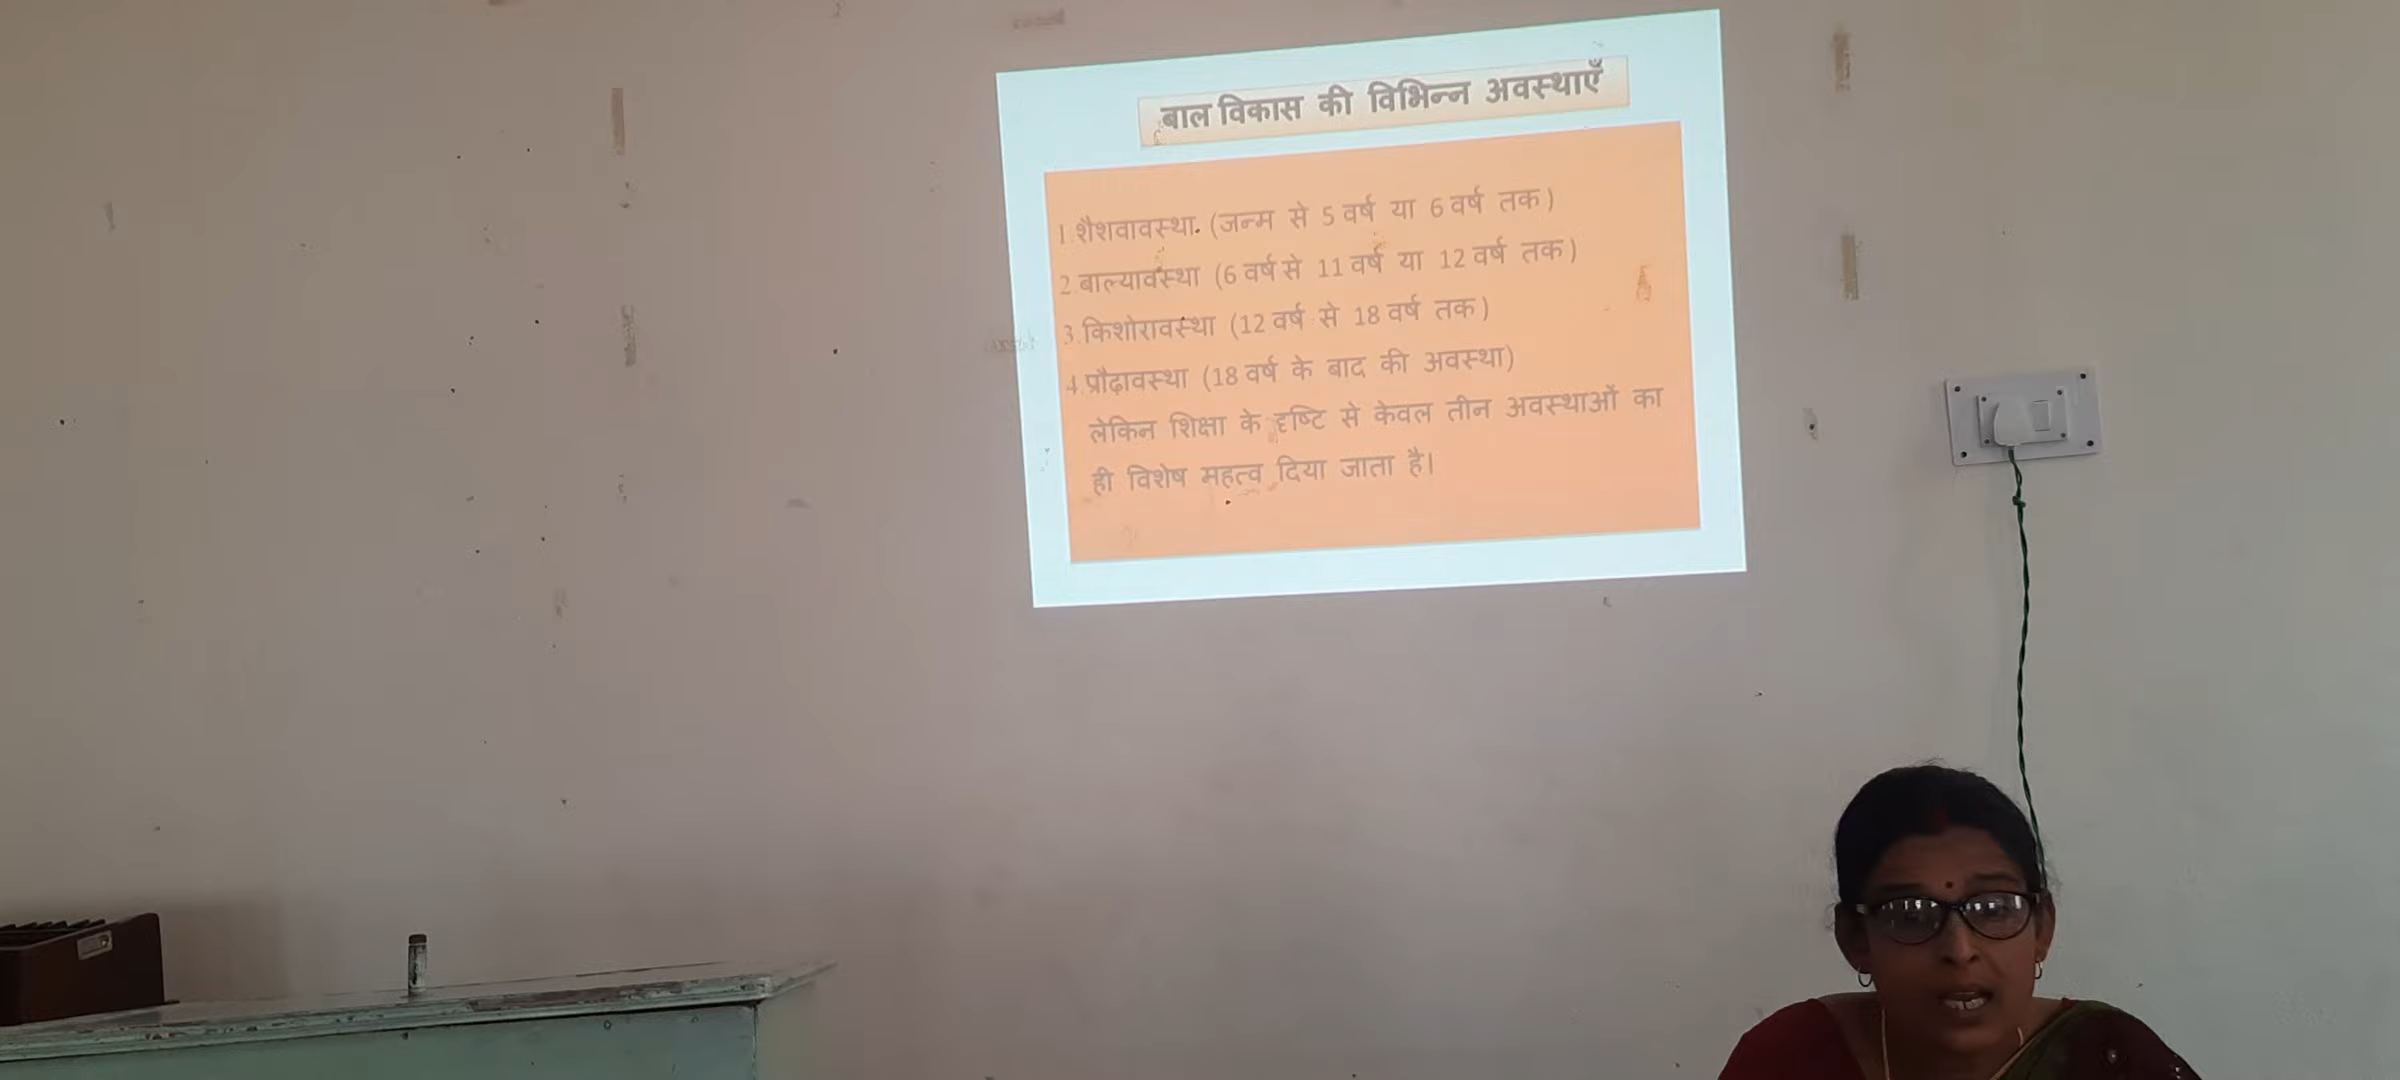 बाल विकास की विभिन्न अवस्थाएँ
1.शैशवावस्था. (जन्म से 5 वर्ष या 6 वर्ष तक)
2.बाल्यावस्था (6 वर्ष से 11 वर्ष या 12 वर्ष तक)
3.किशोरावस्था (12 वर्ष से 18 वर्ष तक)
4.प्रौढावस्था (18 वर्ष के बाद की अवस्था)
लेकिन शिक्षा के दृष्टि से केवल तीन अवस्थाओं का
ही विशेष महत्व दिया जाता है।